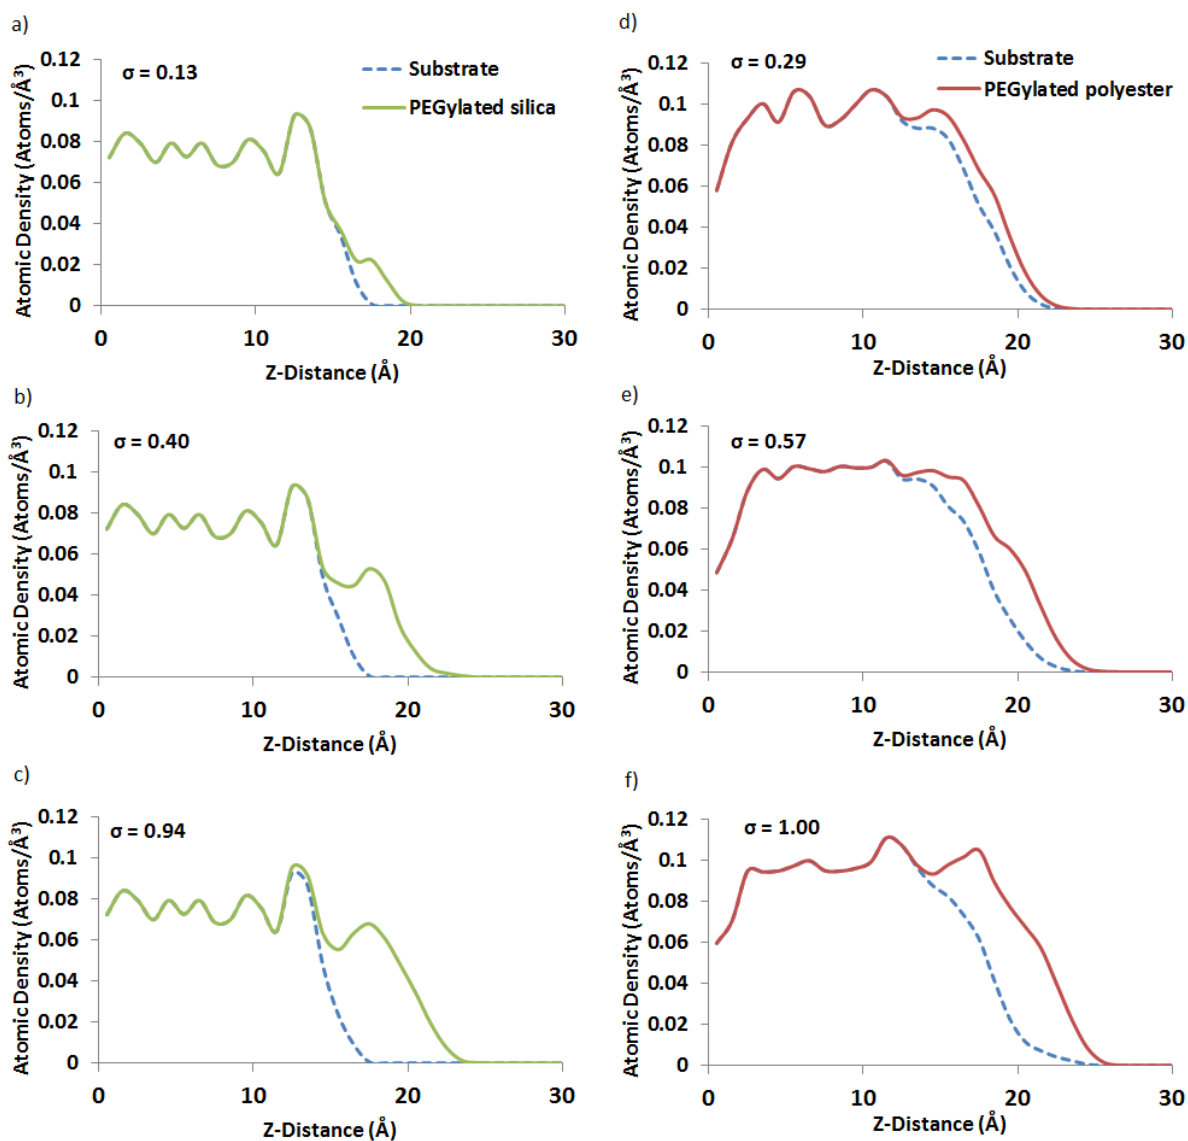 a)
Atomic Density (Atoms/Å³)
0.12
0.1
0.08
0.06
0.04
0.02
0
σ = 0.13
Substrate
PEGylated silica
0 10 20 30
Z-Distance (Å)
b)
Atomic Density (Atoms/Å³)
0.12
0.1
0.08
0.06
0.04
0.02
0
σ = 0.40
0 10 20 30
Z-Distance (Å)
c)
Atomic Density (Atoms/Å³)
0.12
0.1
0.08
0.06
0.04
0.02
0
σ = 0.94
0 10 20 30
Z-Distance (Å)
d)
Atomic Density (Atoms/Å³)
0.12
0.1
0.08
0.06
0.04
0.02
0
σ = 0.29
Substrate
PEGylated polyester
0 10 20 30
Z-Distance (Å)
e)
Atomic Density (Atoms/Å³)
0.12
0.1
0.08
0.06
0.04
0.02
0
σ = 0.57
0 10 20 30
Z-Distance (Å)
f)
Atomic Density (Atoms/Å³)
0.12
0.1
0.08
0.06
0.04
0.02
0
σ = 1.00
0 10 20 30
Z-Distance (Å)